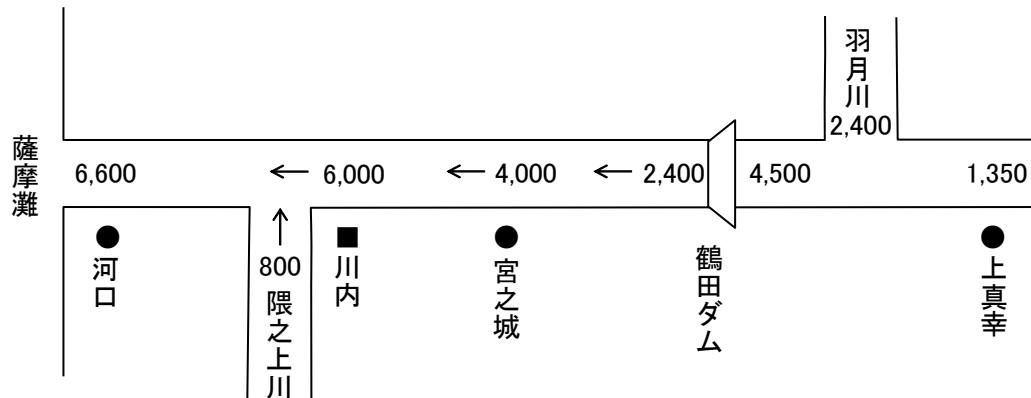 羽月川
2,400
薩摩灘
6,600
← 6,000
← 4,000
← 2,400
4,500
1,350
● 河口
↑
800
隈之上川
■ 川内
● 宮之城
鶴田ダム
● 上真幸